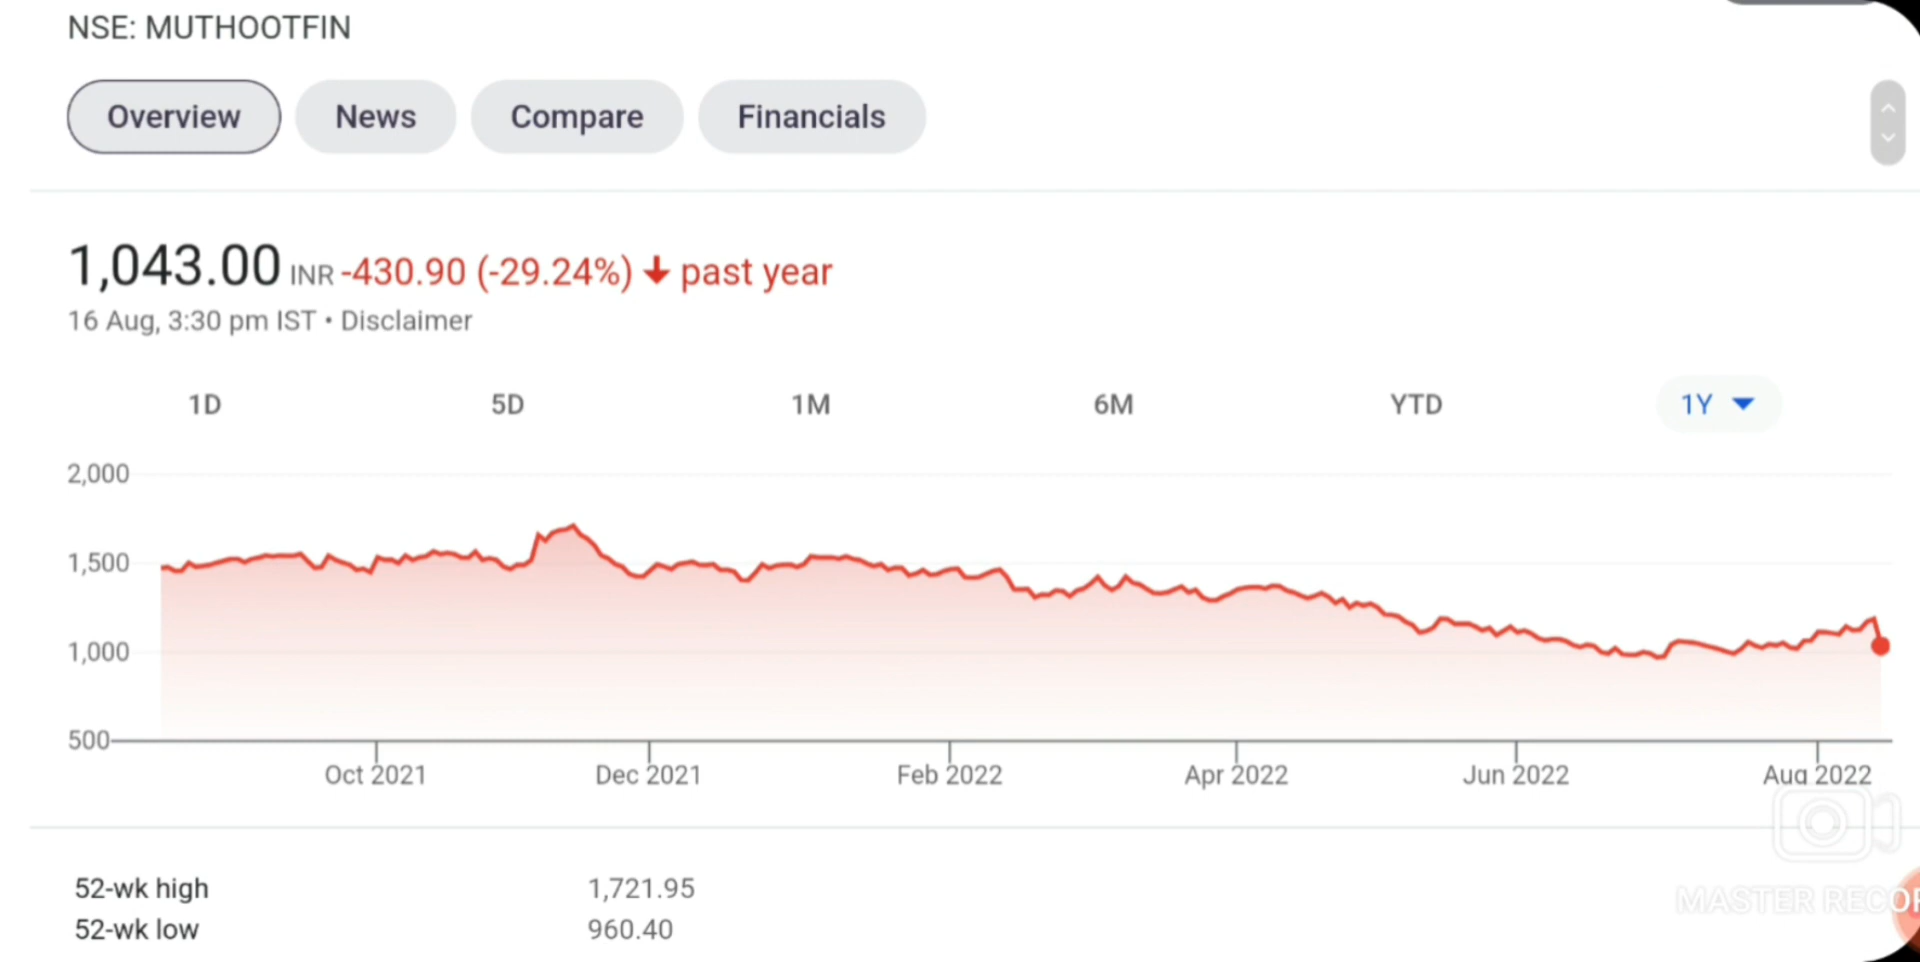 NSE: MUTHOOTFIN
Overview News Compare Financials
1,043.00 INR -430.90 (-29.24%) ↓ past year
16 Aug, 3:30 pm IST • Disclaimer
1D 5D 1M 6M YTD 1Y
2,000
1,500
1,000
500
Oct 2021 Dec 2021 Feb 2022 Apr 2022 Jun 2022 Aug 2022
52-wk high 1,721.95
MASTER RECOR
52-wk low 960.40